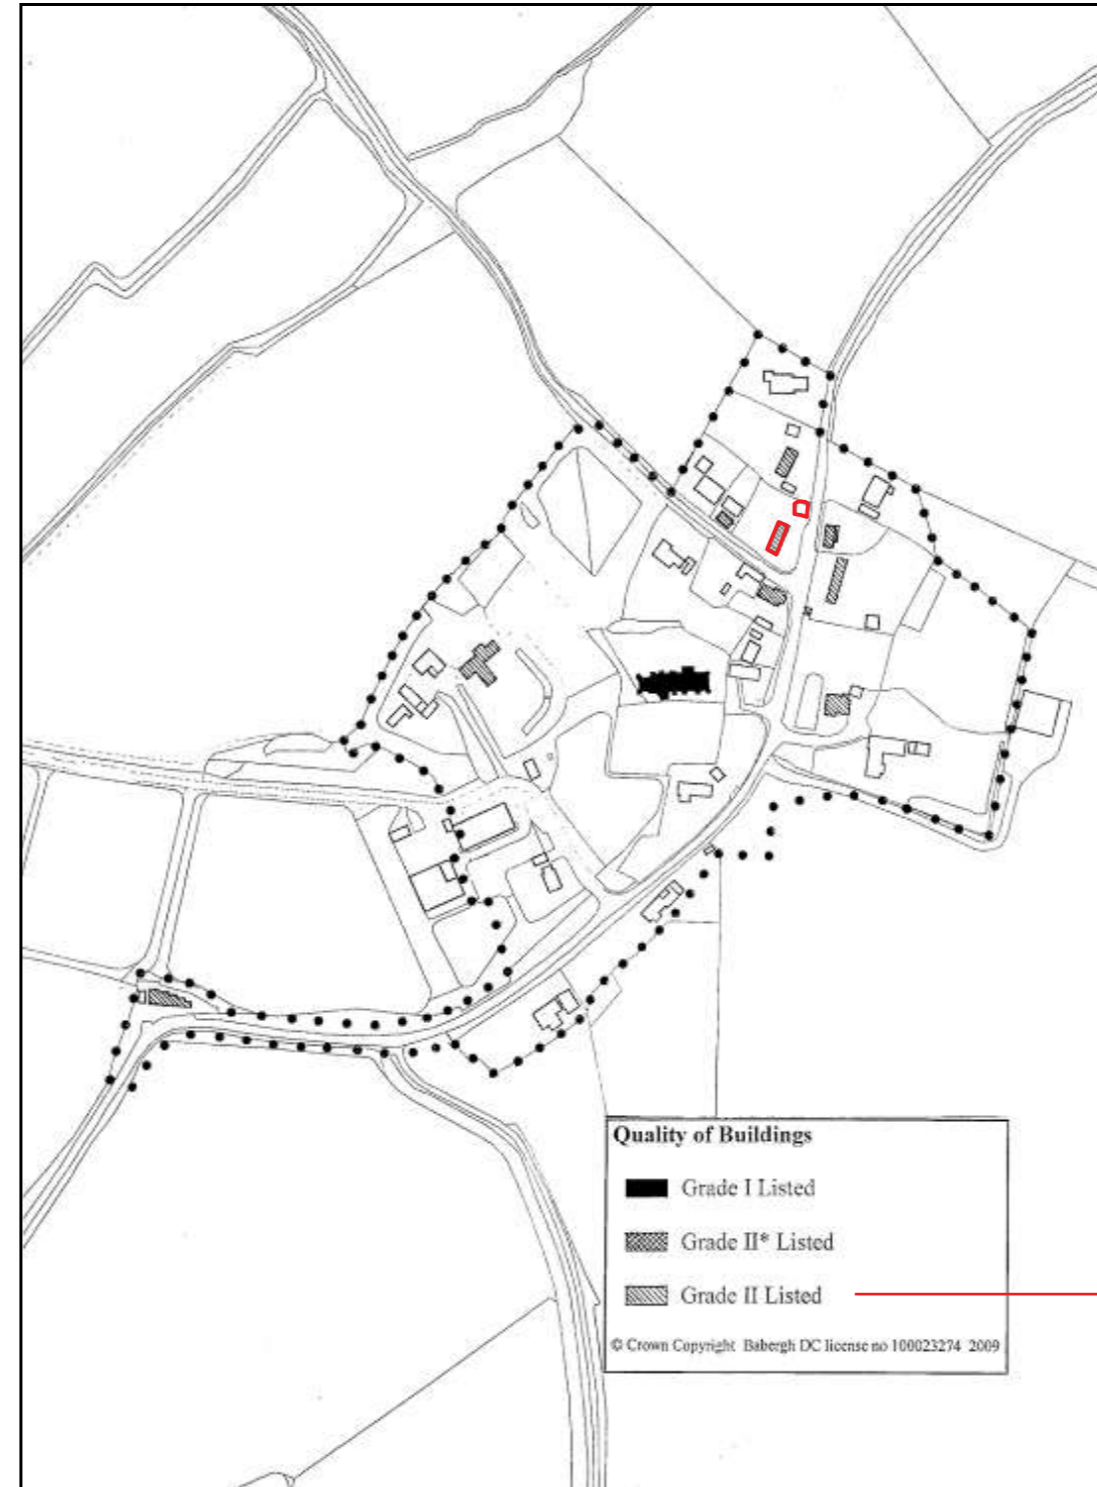 Quality of Buildings
Grade I Listed
Grade II* Listed
Grade II Listed
© Crown Copyright Babergh DC license no 100023274 2009